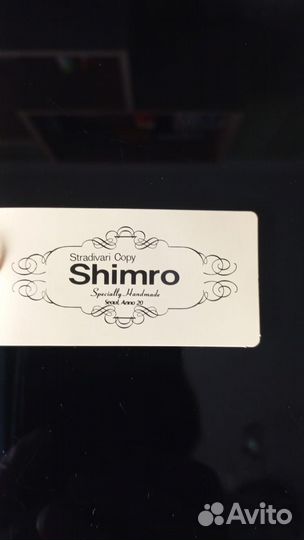 Stradivari Copy
Shimro
Specially Handmade
Seoul, Anno 20
Avito